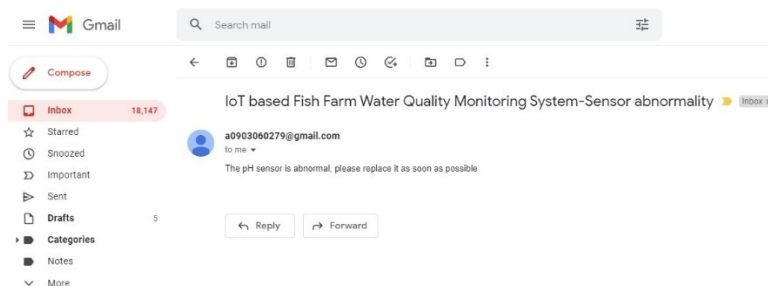 Gmail
Search mail
Compose
Inbox 18,147
Starred
Snoozed
Important
Sent
Drafts 5
Categories
Notes
More
IoT based Fish Farm Water Quality Monitoring System-Sensor abnormality Inbox x
a0903060279@gmail.com
to me
The pH sensor is abnormal, please replace it as soon as possible
Reply Forward